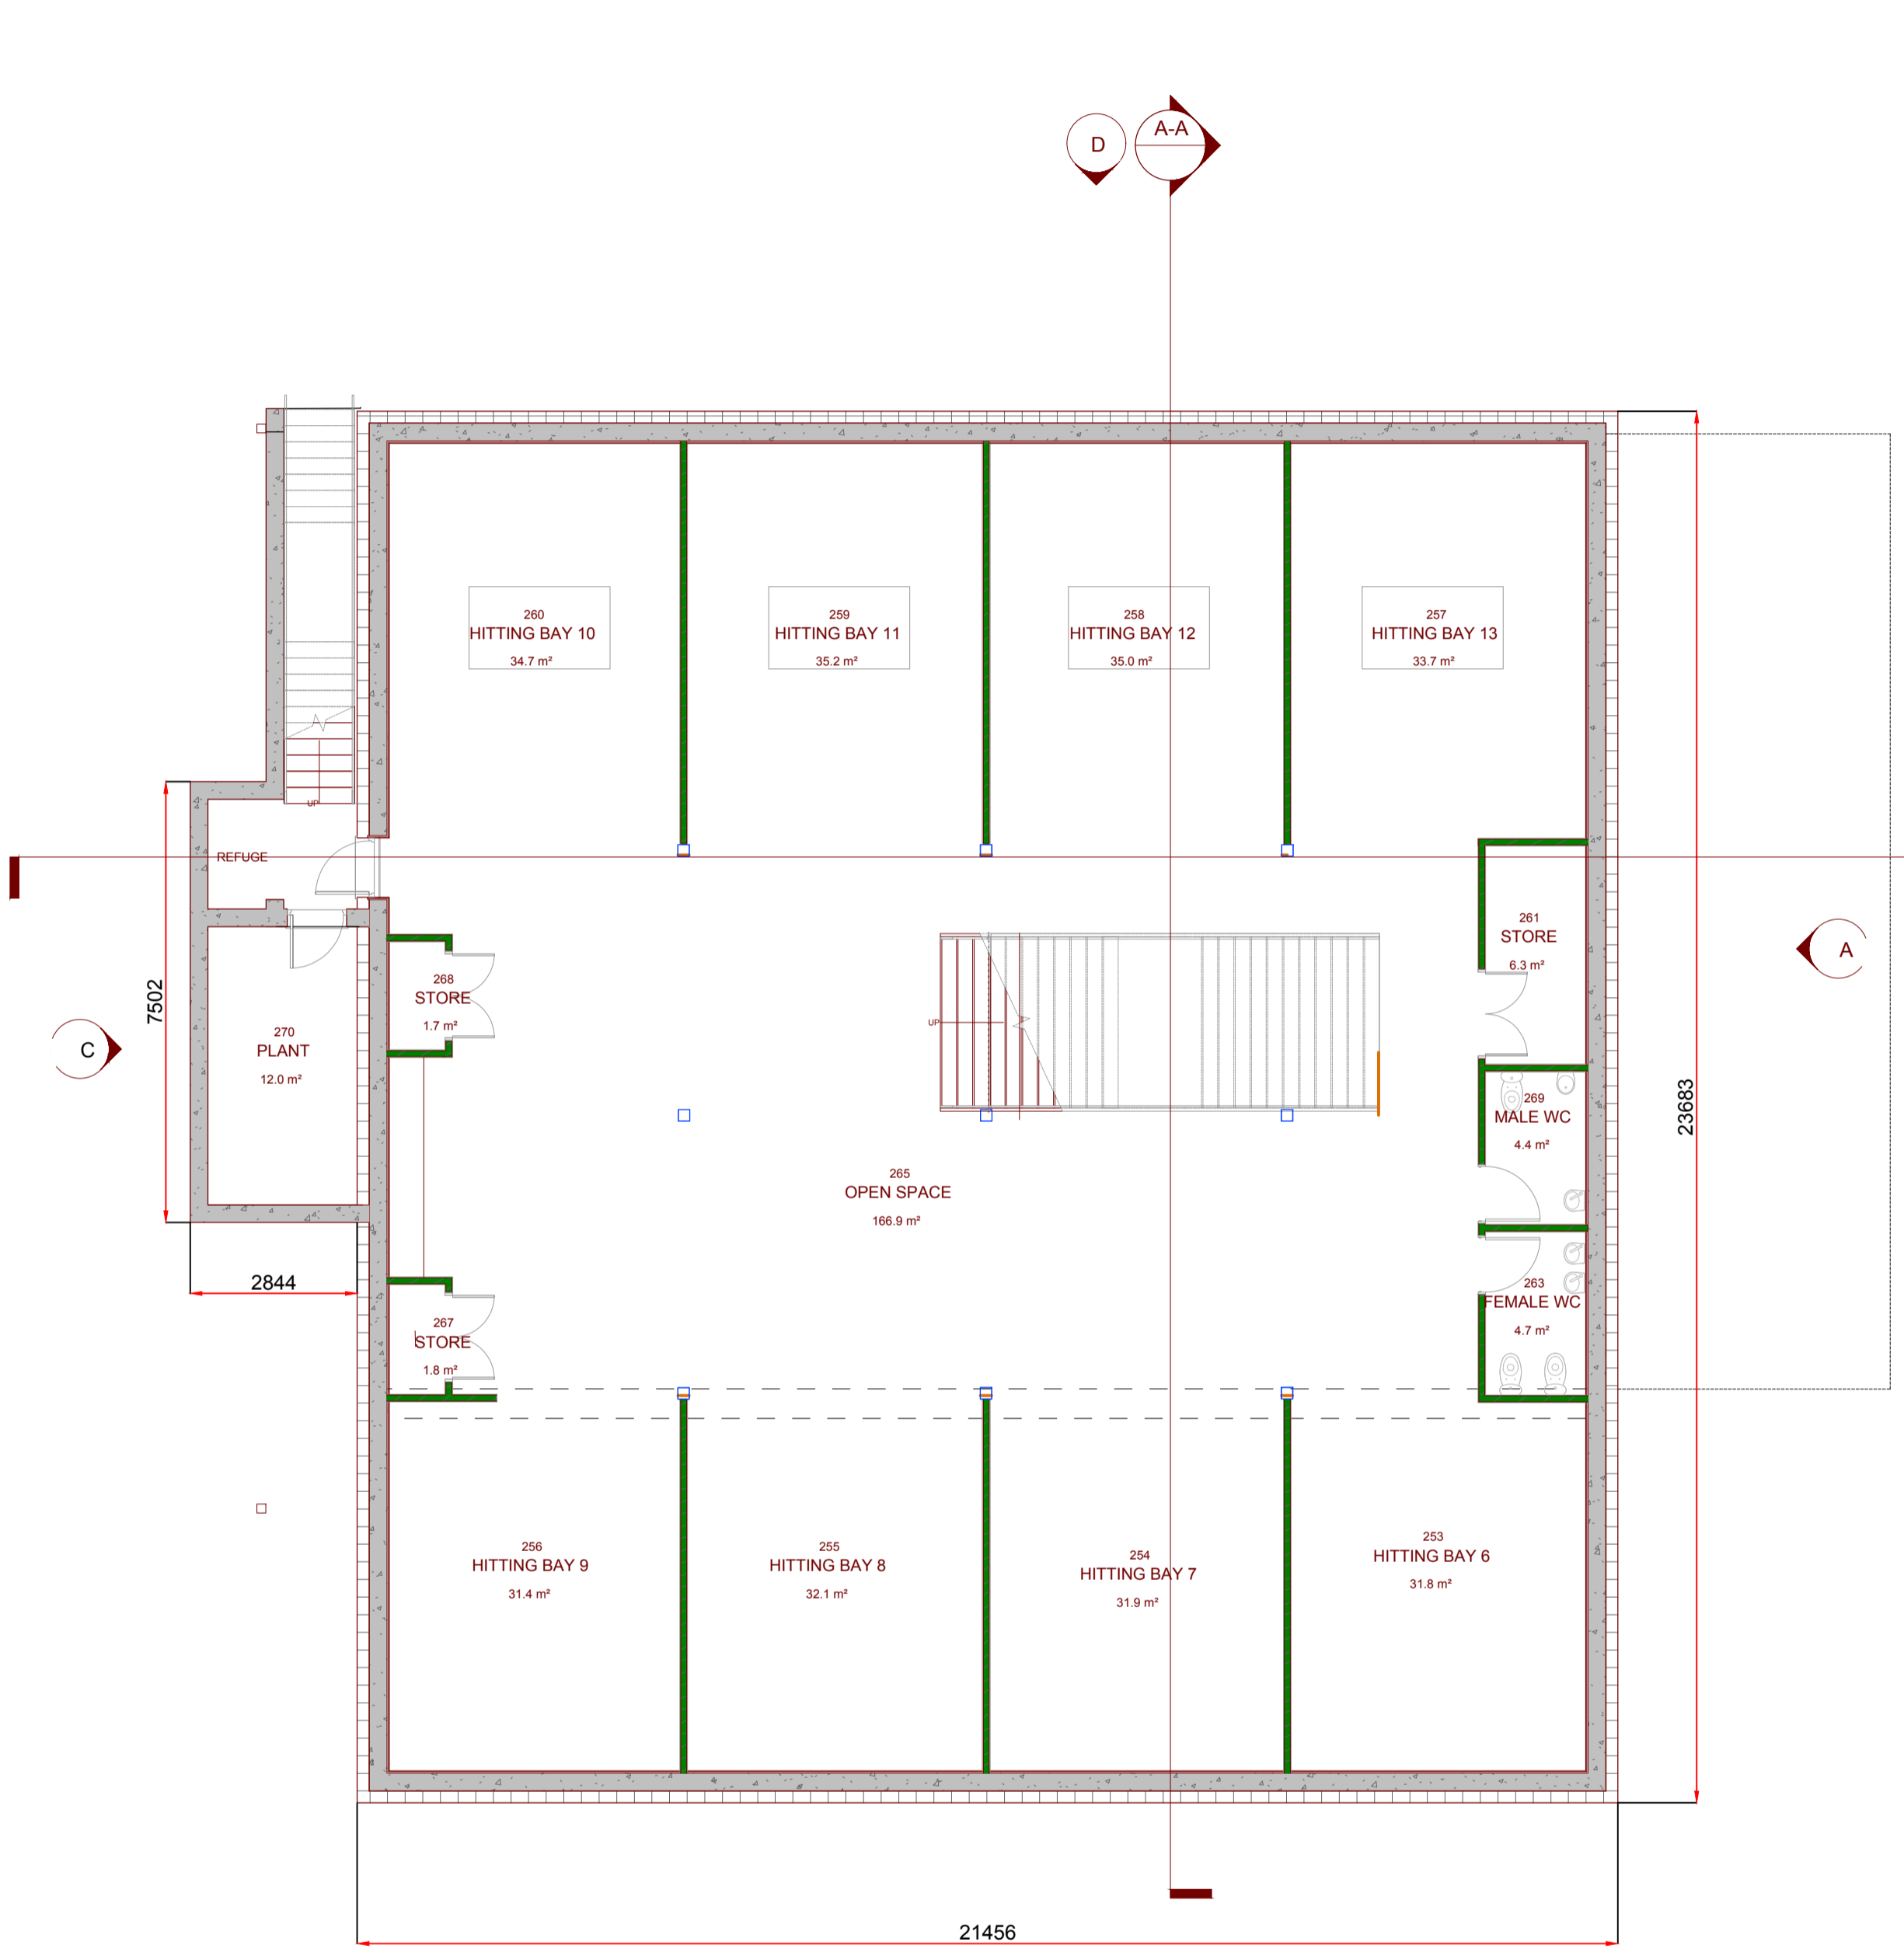 D
A-A
260
HITTING BAY 10
34.7 m²
259
HITTING BAY 11
35.2 m²
258
HITTING BAY 12
35.0 m²
257
HITTING BAY 13
33.7 m²
UP
REFUGE
261
STORE
6.3 m²
A
268
STORE
1.7 m²
7502
C
270
PLANT
12.0 m²
UP
269
MALE WC
4.4 m²
23683
265
OPEN SPACE
166.9 m²
2844
263
FEMALE WC
4.7 m²
267
STORE
1.8 m²
256
HITTING BAY 9
31.4 m²
255
HITTING BAY 8
32.1 m²
254
HITTING BAY 7
31.9 m²
253
HITTING BAY 6
31.8 m²
21456